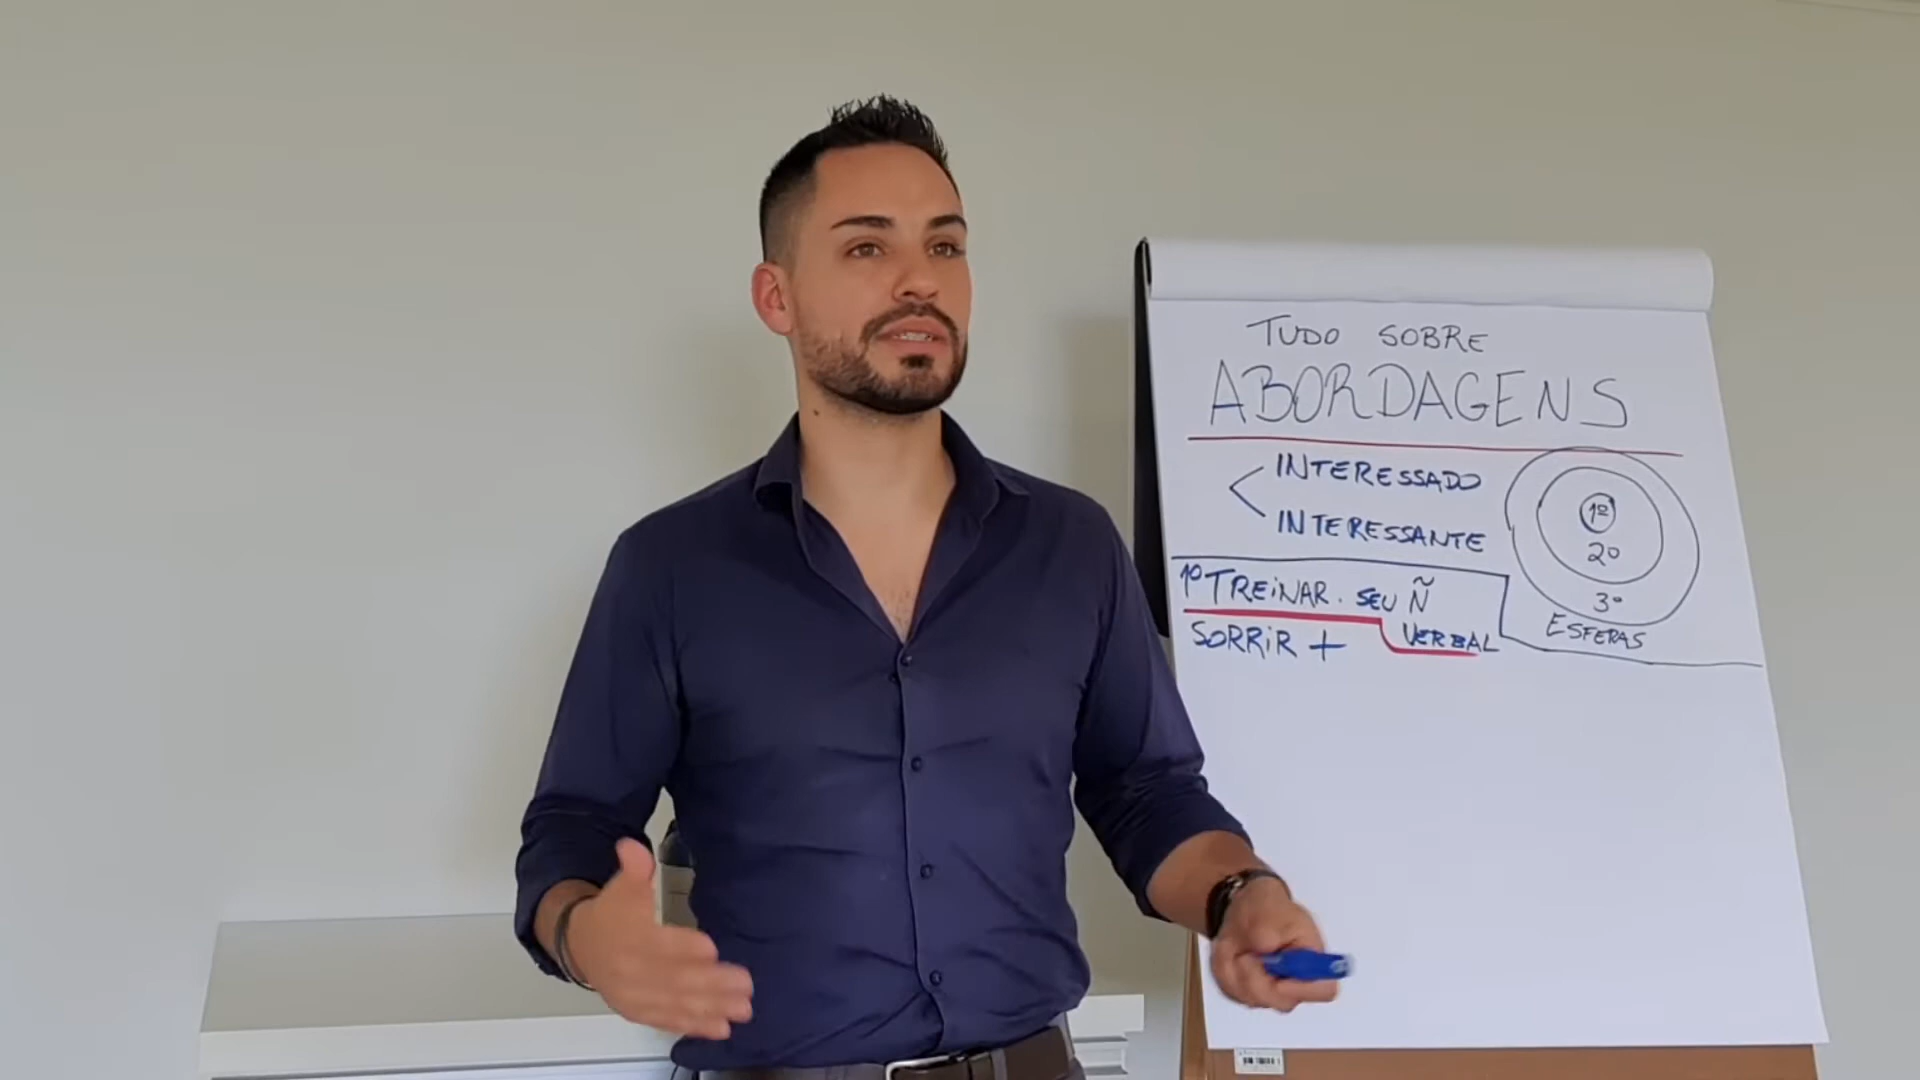 TUDO SOBRE
ABORDAGENS
INTERESSADO
INTERESSANTE
1º
2º
3º
ESFERAS
1º TREINAR. SEU Ñ
VERBAL
SORRIR +